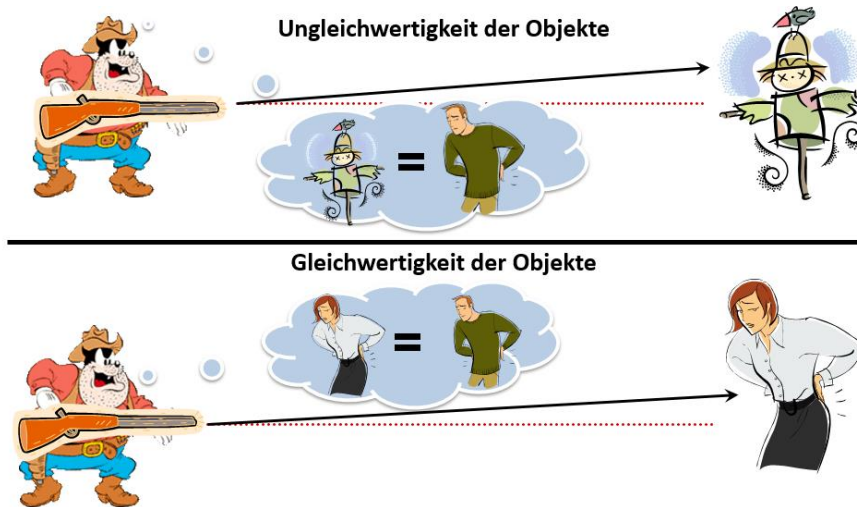 Ungleichwertigkeit der Objekte
=
Gleichwertigkeit der Objekte
=